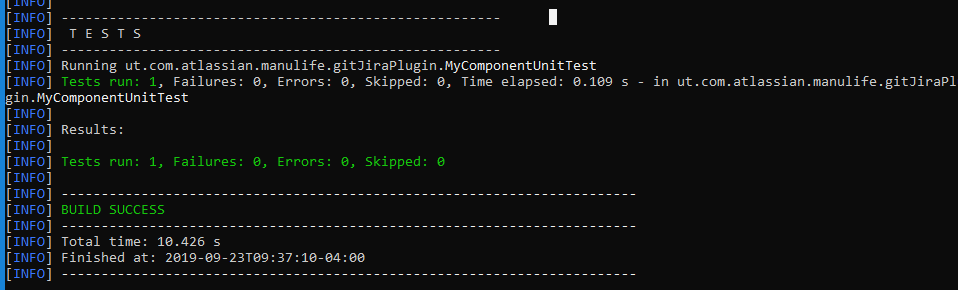 [INFO]
[INFO] -------------------------------------------------------
[INFO]  T E S T S
[INFO] -------------------------------------------------------
[INFO] Running ut.com.atlassian.manulife.gitJiraPlugin.MyComponentUnitTest
[INFO] Tests run: 1, Failures: 0, Errors: 0, Skipped: 0, Time elapsed: 0.109 s - in ut.com.atlassian.manulife.gitJiraPl
gin.MyComponentUnitTest
[INFO]
[INFO] Results:
[INFO]
[INFO] Tests run: 1, Failures: 0, Errors: 0, Skipped: 0
[INFO]
[INFO] ------------------------------------------------------------------------
[INFO] BUILD SUCCESS
[INFO] ------------------------------------------------------------------------
[INFO] Total time: 10.426 s
[INFO] Finished at: 2019-09-23T09:37:10-04:00
[INFO] ------------------------------------------------------------------------